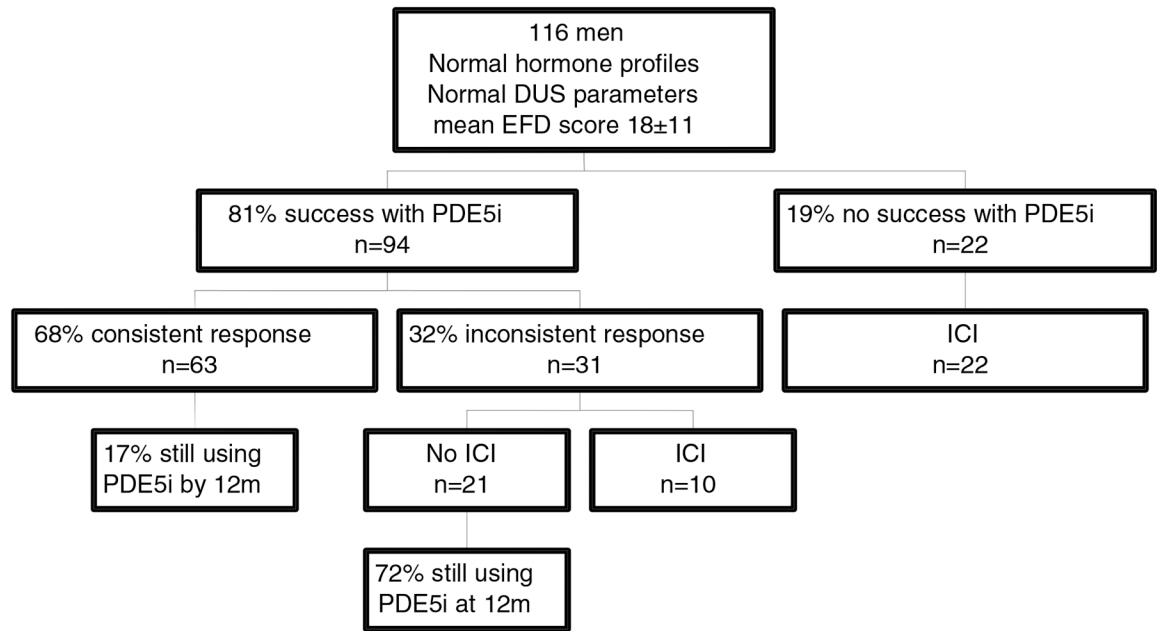 116 men
Normal hormone profiles
Normal DUS parameters
mean EFD score 18±11
81% success with PDE5i
n=94
19% no success with PDE5i
n=22
68% consistent response
n=63
32% inconsistent response
n=31
ICI
n=22
17% still using
PDE5i by 12m
No ICI
n=21
ICI
n=10
72% still using
PDE5i at 12m